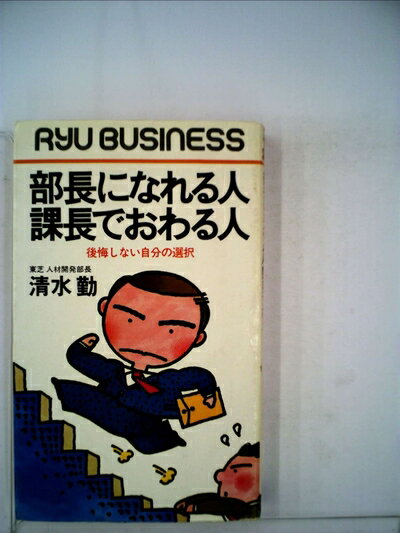 RYU BUSINESS
部長になれる人
課長でおわる人
後悔しない自分の選択
東芝 人材開発部長
清水 勤